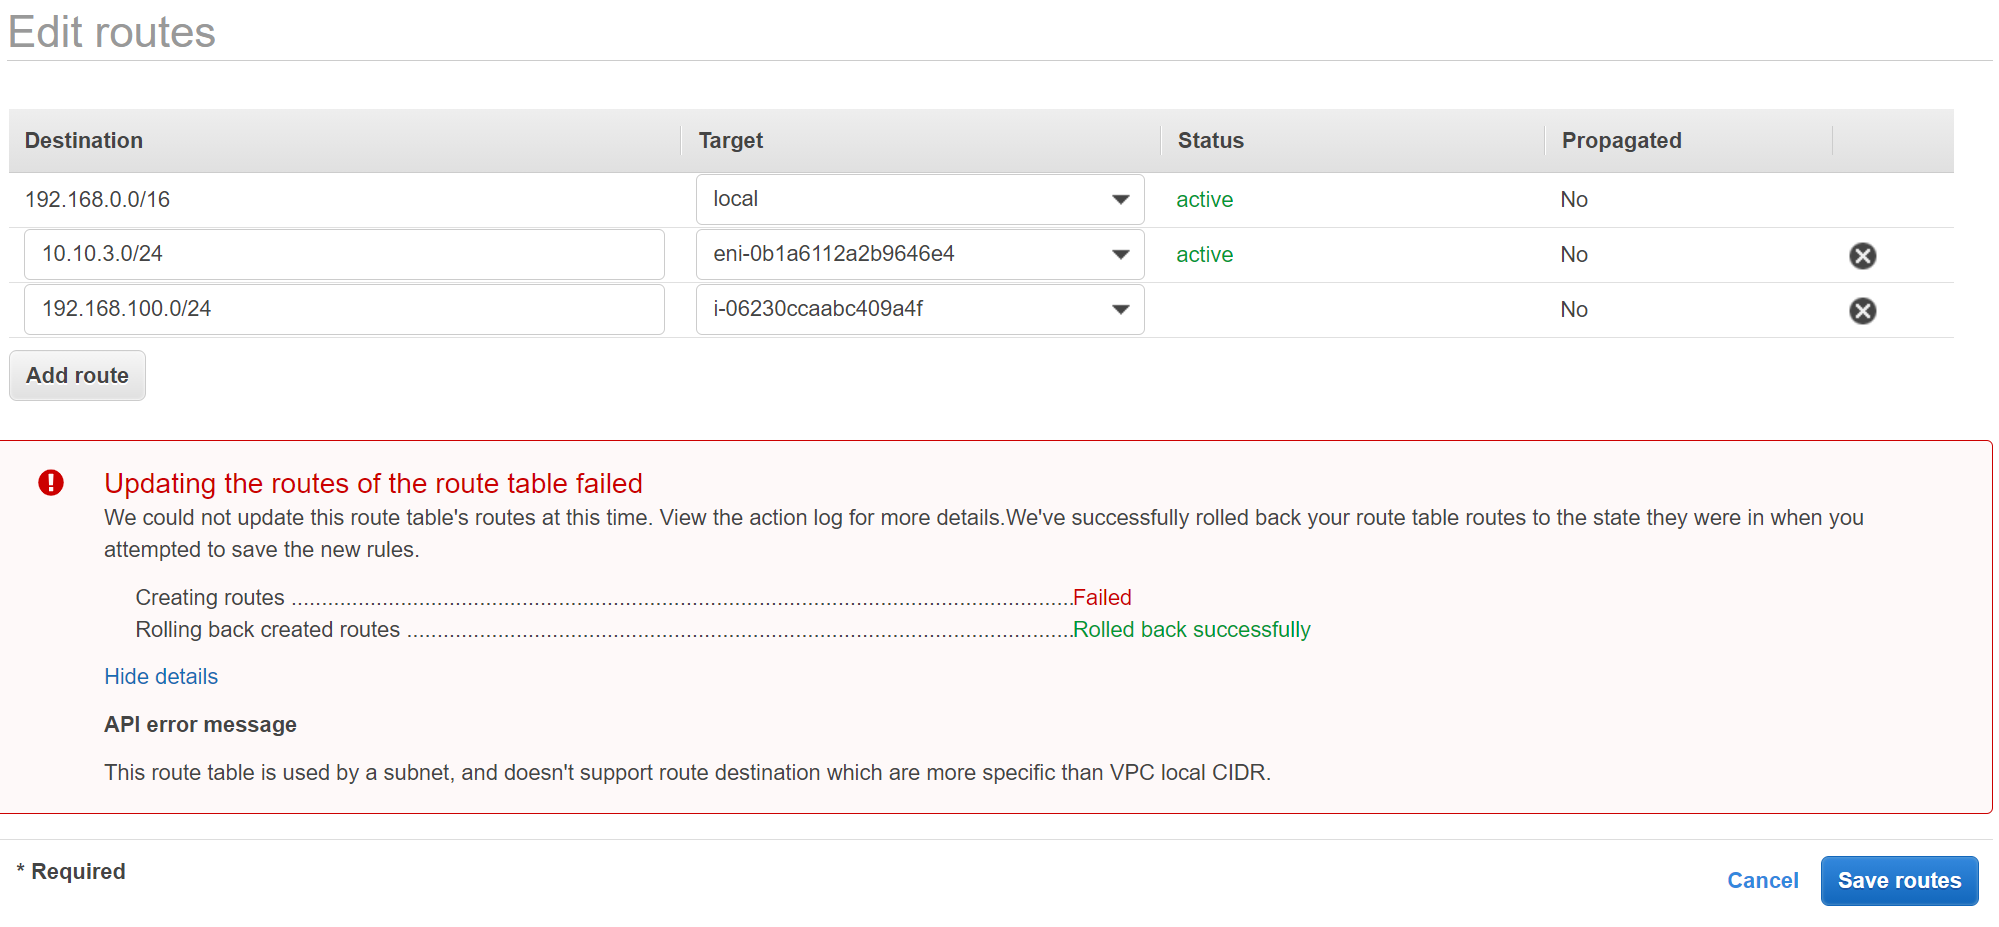 Edit routes
Destination Target Status Propagated
192.168.0.0/16 local active No
10.10.3.0/24 eni-0b1a6112a2b9646e4 active No
192.168.100.0/24 i-06230ccaabc409a4f No
Add route
Updating the routes of the route table failed
We could not update this route table's routes at this time. View the action log for more details.We've successfully rolled back your route table routes to the state they were in when you
attempted to save the new rules.
Creating routes ..................................................................................................................................Failed
Rolling back created routes ...............................................................................................................Rolled back successfully
Hide details
API error message
This route table is used by a subnet, and doesn't support route destination which are more specific than VPC local CIDR.
* Required
Cancel Save routes